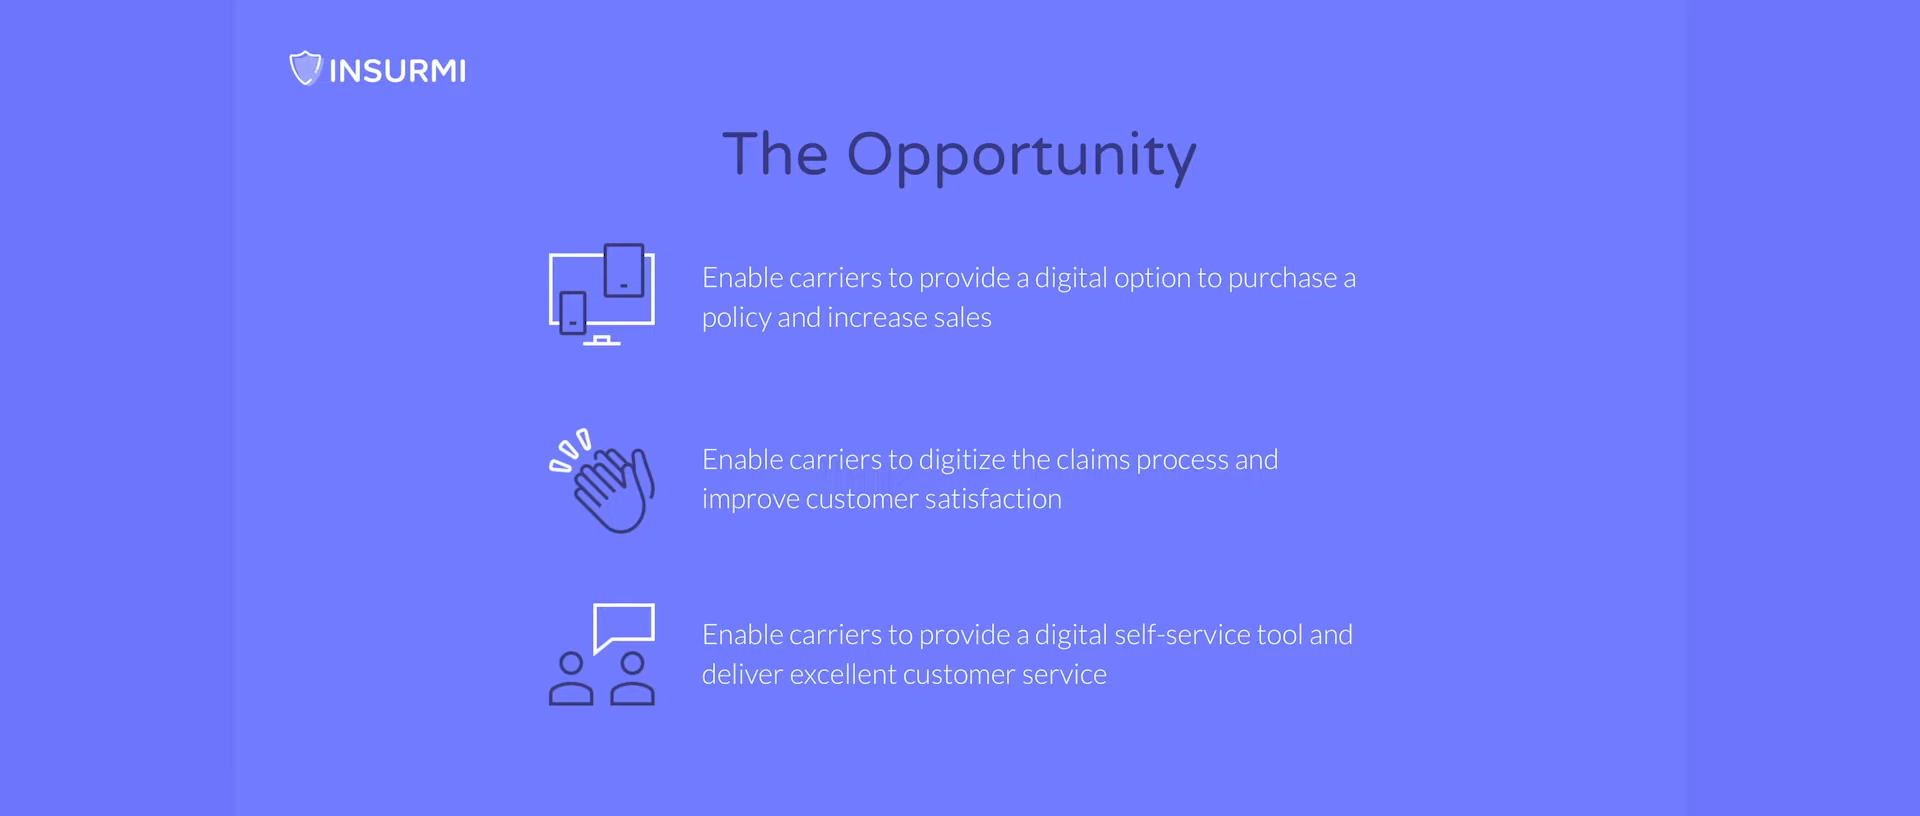 INSURMI
The Opportunity
Enable carriers to provide a digital option to purchase a
policy and increase sales
Enable carriers to digitize the claims process and
improve customer satisfaction
Enable carriers to provide a digital self-service tool and
deliver excellent customer service